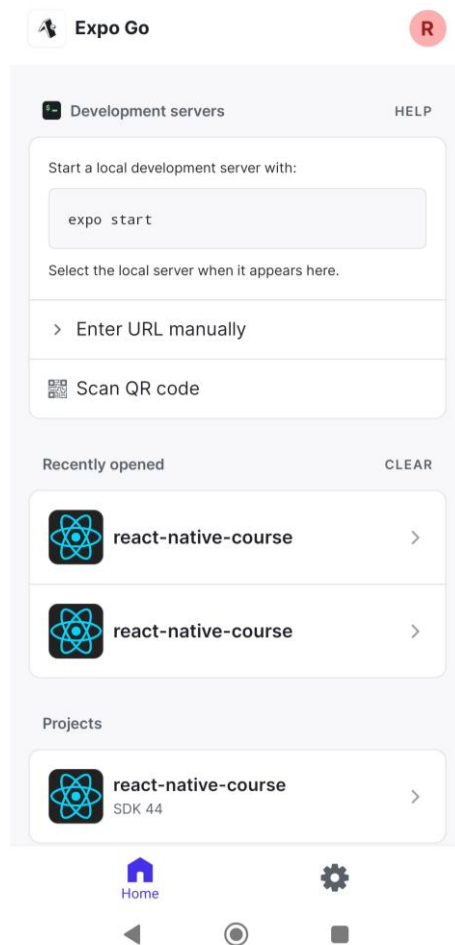 Expo Go
R
Development servers
HELP
Start a local development server with:
expo start
Select the local server when it appears here.
Enter URL manually
Scan QR code
Recently opened
CLEAR
react-native-course
react-native-course
Projects
react-native-course
SDK 44
Home